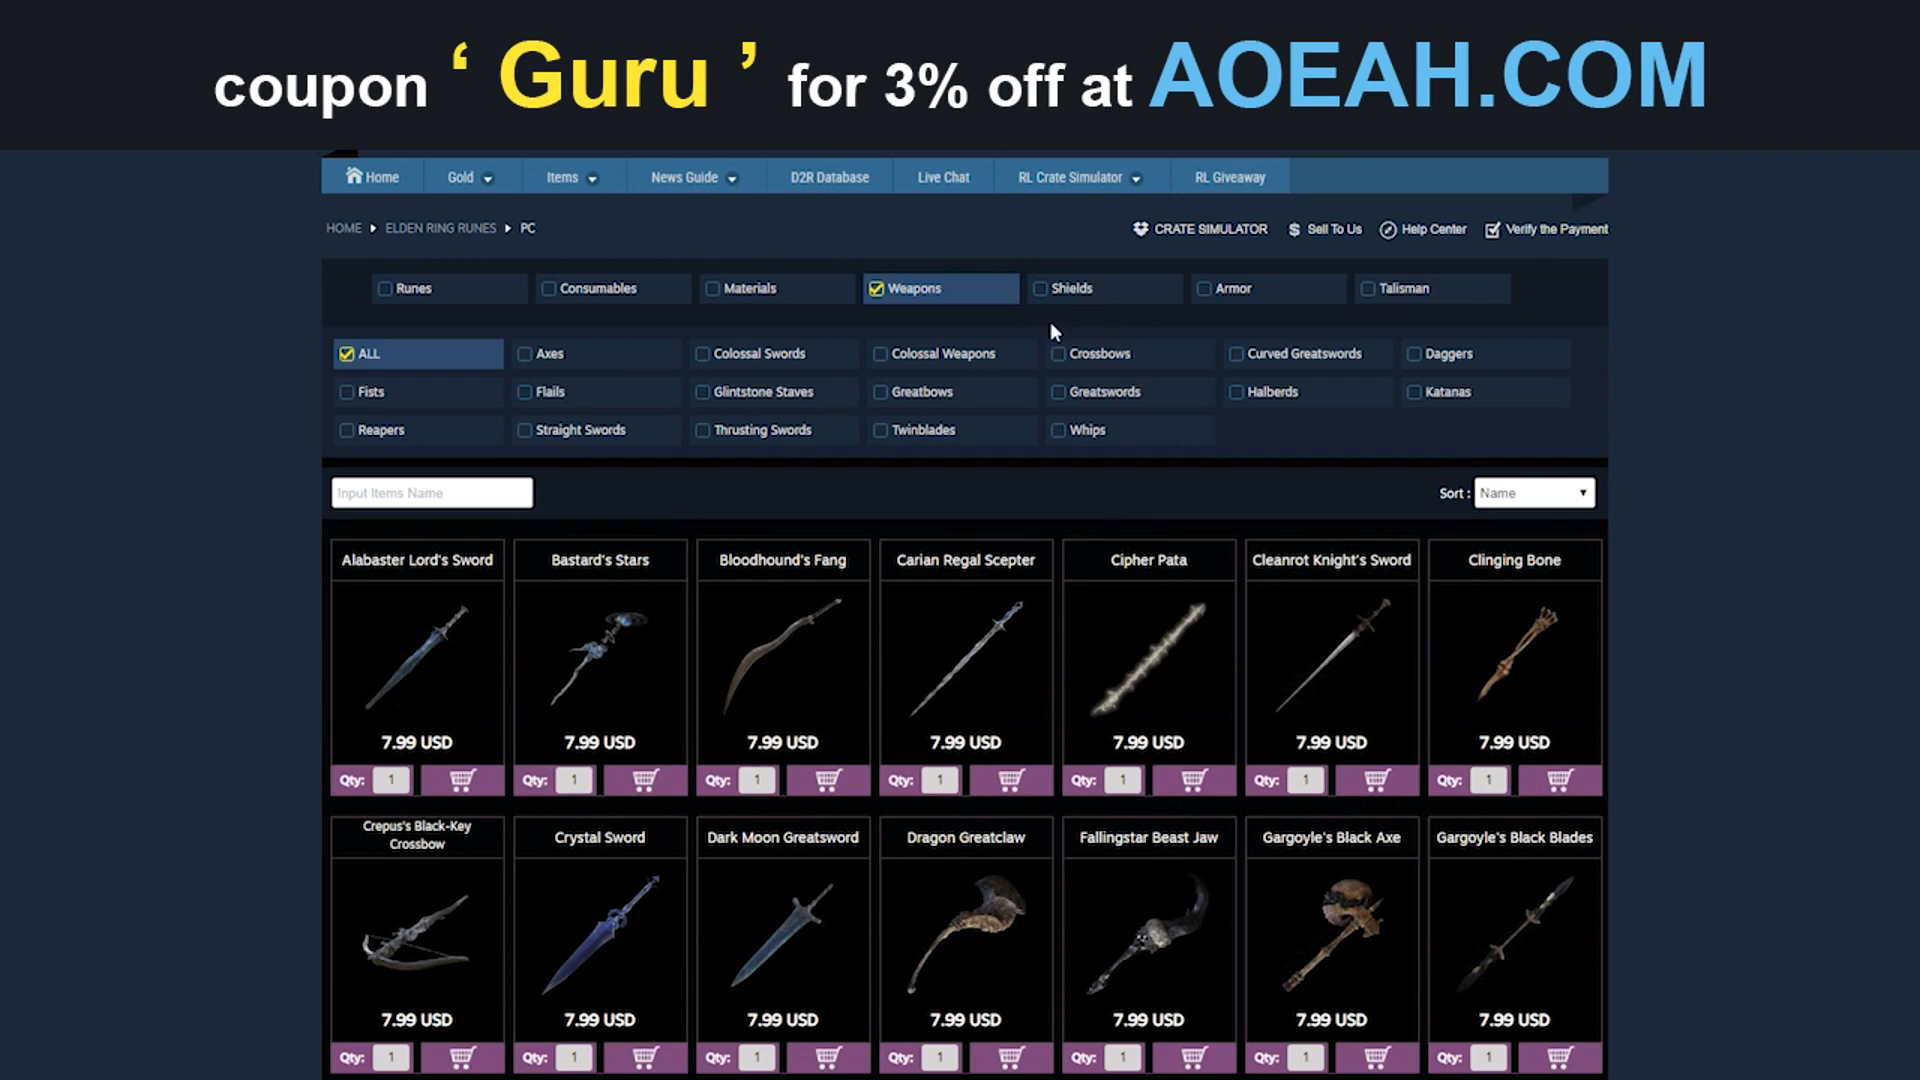 coupon ‘ Guru ’ for 3% off at AOEAH.COM
Home Gold Items News Guide D2R Database Live Chat RL Crate Simulator RL Giveaway
HOME ELDEN RING RUNES PC CRATE SIMULATOR Sell To Us Help Center Verify the Payment
Runes Consumables Materials Weapons Shields Armor Talisman
ALL Axes Colossal Swords Colossal Weapons Crossbows Curved Greatswords Daggers
Fists Flails Glintstone Staves Greatbows Greatswords Halberds Katanas
Reapers Straight Swords Thrusting Swords Twinblades Whips
Input Items Name Sort : Name
Alabaster Lord's Sword Bastard's Stars Bloodhound's Fang Carian Regal Scepter Cipher Pata Cleanrot Knight's Sword Clinging Bone
7.99 USD 7.99 USD 7.99 USD 7.99 USD 7.99 USD 7.99 USD 7.99 USD
Qty: 1 Qty: 1 Qty: 1 Qty: 1 Qty: 1 Qty: 1 Qty: 1
Crepus's Black-Key
Crossbow
Crystal Sword Dark Moon Greatsword Dragon Greatclaw Fallingstar Beast Jaw Gargoyle's Black Axe Gargoyle's Black Blades
7.99 USD 7.99 USD 7.99 USD 7.99 USD 7.99 USD 7.99 USD 7.99 USD
Qty: 1 Qty: 1 Qty: 1 Qty: 1 Qty: 1 Qty: 1 Qty: 1